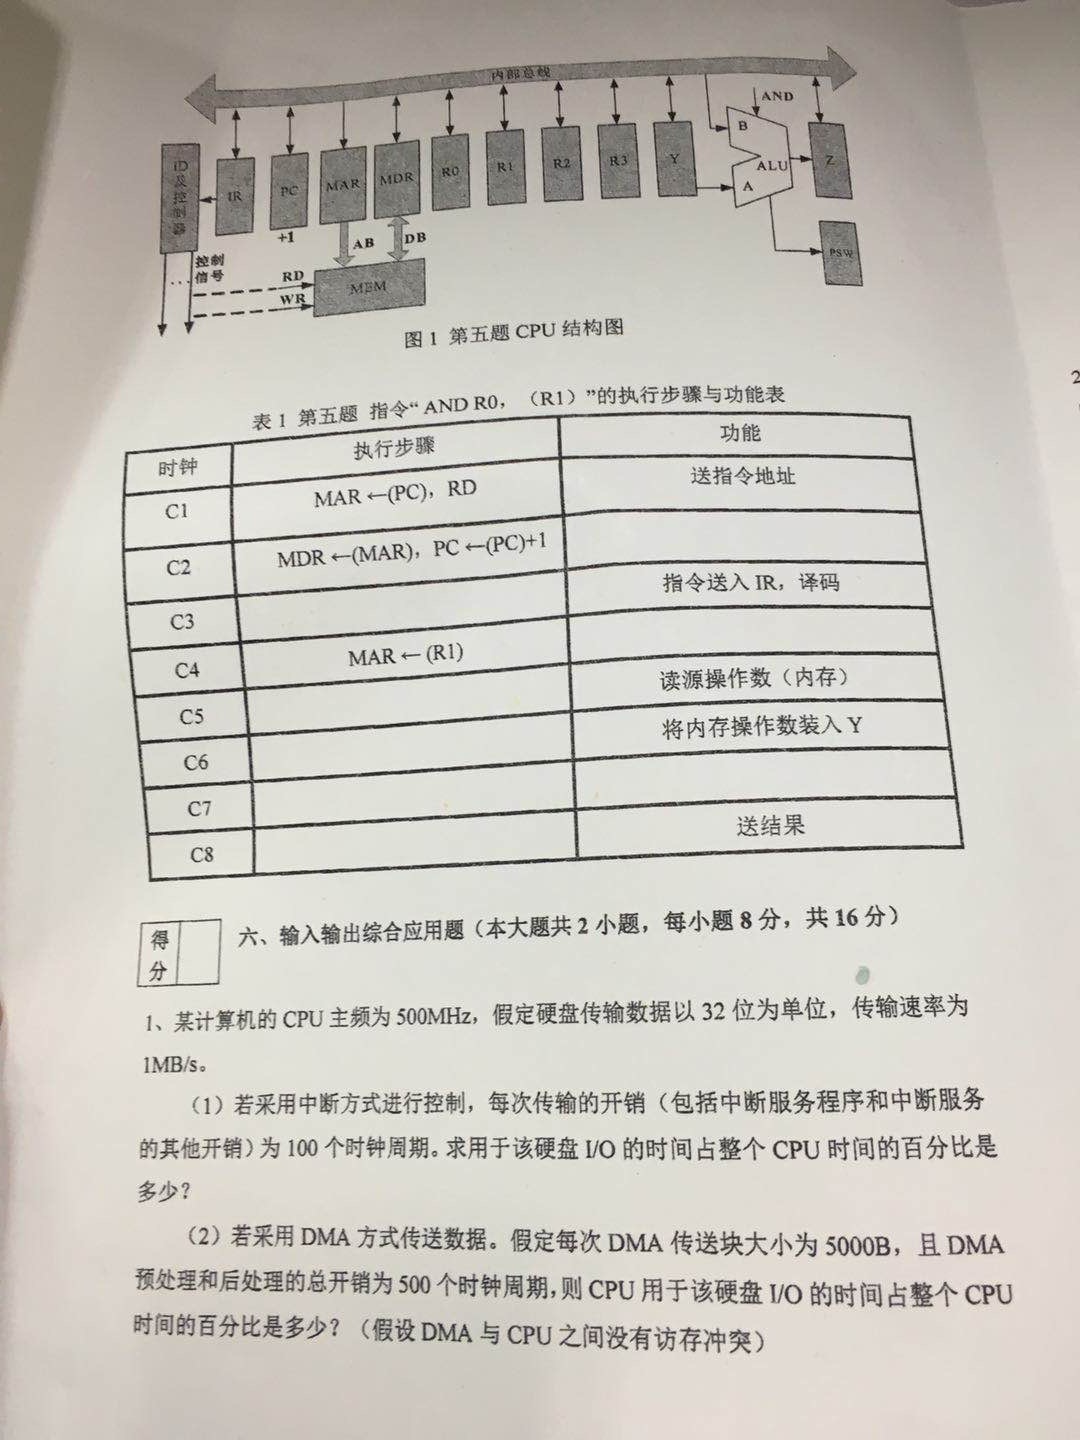 内部总线
AND
B
ALU
A
Z
PSW
ID及控制器
IR
PC
MAR
MDR
R0
R1
R2
R3
Y
+1
AB
DB
控制
信号
…
RD
WR
MEM
图 1 第五题 CPU 结构图
表 1 第五题 指令“ AND R0，（R1）”的执行步骤与功能表
时钟 执行步骤 功能
C1 MAR ←(PC)，RD 送指令地址
C2 MDR ←(MAR)，PC ←(PC)+1
C3 指令送入 IR，译码
C4 MAR ← (R1)
C5 读源操作数（内存）
C6 将内存操作数装入 Y
C7
C8 送结果
得分
六、输入输出综合应用题（本大题共 2 小题，每小题 8 分，共 16 分）
1、某计算机的 CPU 主频为 500MHz，假定硬盘传输数据以 32 位为单位，传输速率为
1MB/s。
（1）若采用中断方式进行控制，每次传输的开销（包括中断服务程序和中断服务
的其他开销）为 100 个时钟周期。求用于该硬盘 I/O 的时间占整个 CPU 时间的百分比是
多少？
（2）若采用 DMA 方式传送数据。假定每次 DMA 传送块大小为 5000B，且 DMA
预处理和后处理的总开销为 500 个时钟周期，则 CPU 用于该硬盘 I/O 的时间占整个 CPU
时间的百分比是多少？（假设 DMA 与 CPU 之间没有访存冲突）
2